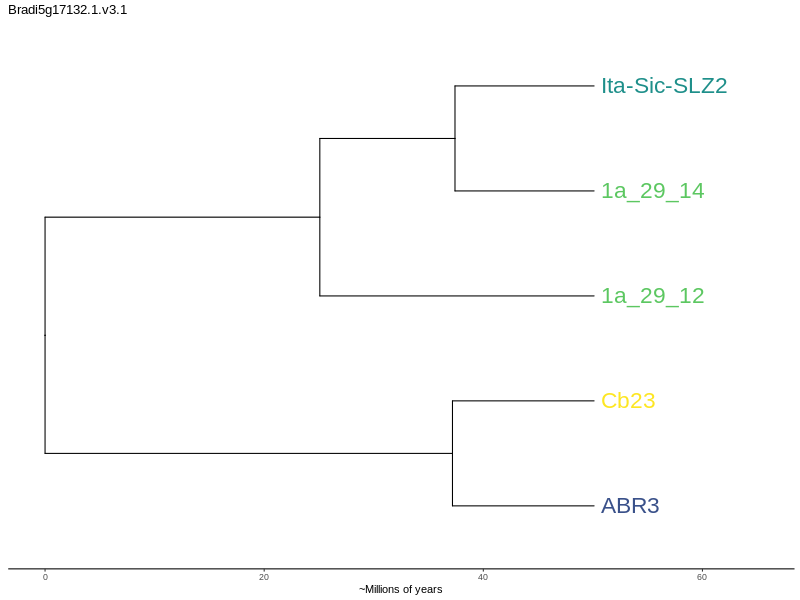 Bradi5g17132.1.v3.1
Ita-Sic-SLZ2
1a_29_14
1a_29_12
Cb23
ABR3
0 20 40 60
~Millions of years